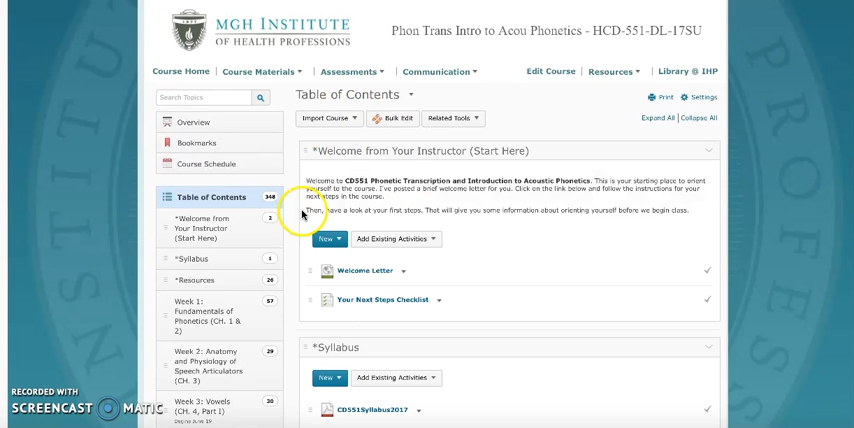 MGH INSTITUTE
OF HEALTH PROFESSIONS
Phon Trans Intro to Acou Phonetics - HCD-551-DL-17SU
Course Home Course Materials Assessments Communication Edit Course Resources Library @ IHP
Search Topics
Overview
Bookmarks
Course Schedule
Table of Contents 348
*Welcome from 2
Your Instructor
(Start Here)
*Syllabus 1
*Resources 26
Week 1: 57
Fundamentals of
Phonetics (CH. 1 &
2)
Week 2: Anatomy 29
and Physiology of
Speech Articulators
(CH. 3)
Week 3: Vowels 30
(CH. 4, Part I)
Begins June 19
Table of Contents
Print Settings
Import Course Bulk Edit Related Tools
Expand All | Collapse All
*Welcome from Your Instructor (Start Here)
Welcome to CD551 Phonetic Transcription and Introduction to Acoustic Phonetics. This is your starting place to orient
yourself to the course. I've posted a brief welcome letter for you. Click on the link below and follow the instructions for your
next steps in the course.
Then, have a look at your first steps. That will give you some information about orienting yourself before we begin class.
New Add Existing Activities
Welcome Letter
Your Next Steps Checklist
*Syllabus
New Add Existing Activities
CD551Syllabus2017
RECORDED WITH
SCREENCAST MATIC